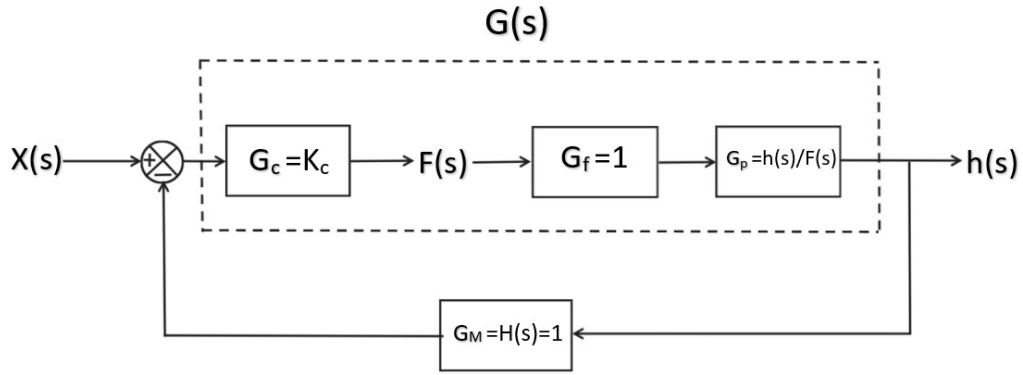 G(s)
X(s)
+
−
G_c =K_c
F(s)
G_f =1
G_p =h(s)/F(s)
h(s)
G_M =H(s)=1